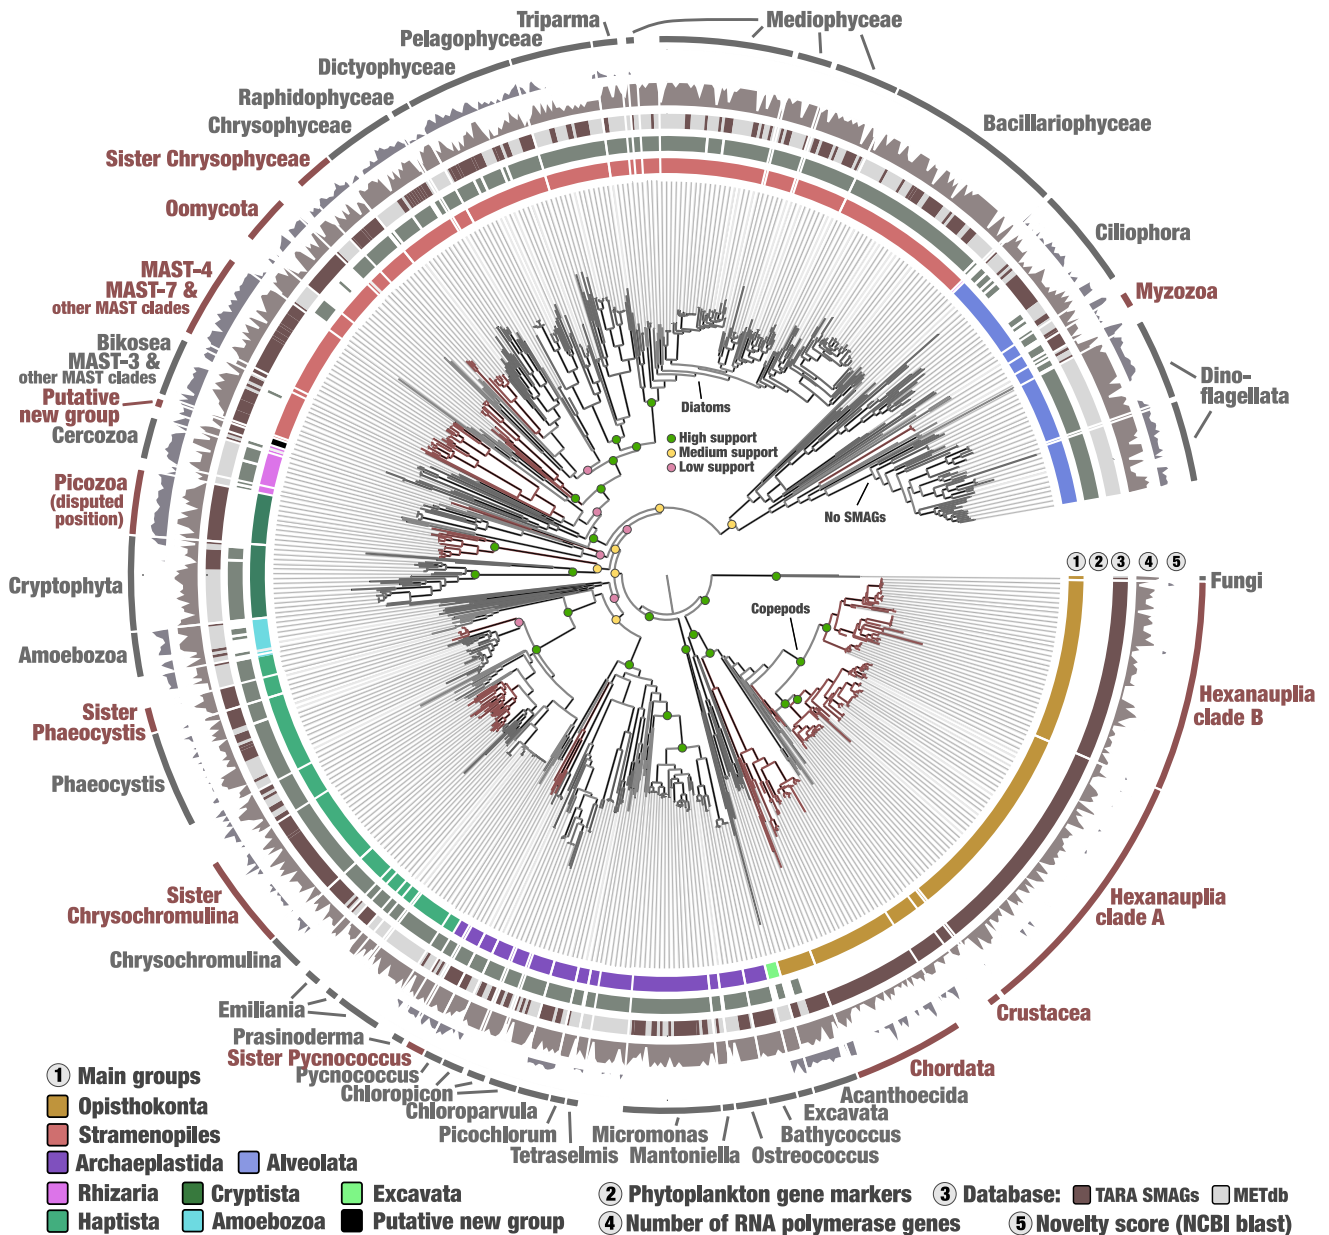 Triparma
Mediophyceae
Pelagophyceae
Dictyophyceae
Raphidophyceae
Chrysophyceae
Sister Chrysophyceae
Oomycota
MAST-4
MAST-7 &
other MAST clades
Bikosea
MAST-3 &
other MAST clades
Putative
new group
Cercozoa
Picozoa
(disputed
position)
Cryptophyta
Amoebozoa
Sister
Phaeocystis
Phaeocystis
Sister
Chrysochromulina
Chrysochromulina
Emiliania
Prasinoderma
Sister Pycnococcus
Pycnococcus
Chloropicon
Chloroparvula
Picochlorum
Tetraselmis
Micromonas
Mantoniella
Ostreococcus
Bathycoccus
Excavata
Acanthoecida
Chordata
Crustacea
Hexanauplia
clade A
Hexanauplia
clade B
Fungi
Bacillariophyceae
Ciliophora
Myzozoa
Dino-
flagellata
Diatoms
High support
Medium support
Low support
No SMAGs
Copepods
1 2 3 4 5
1 Main groups
Opisthokonta
Stramenopiles
Archaeplastida
Alveolata
Rhizaria
Cryptista
Excavata
Haptista
Amoebozoa
Putative new group
2 Phytoplankton gene markers
3 Database: TARA SMAGs METdb
4 Number of RNA polymerase genes
5 Novelty score (NCBI blast)